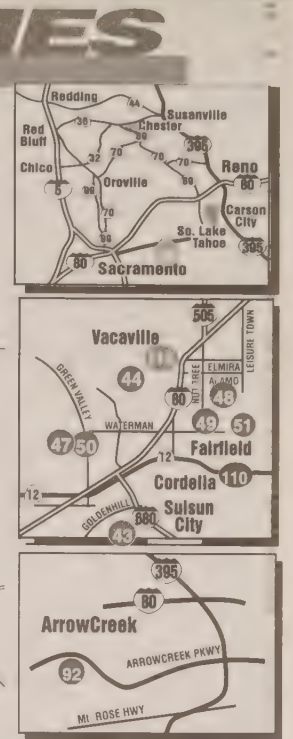 Redding
44
36
Susanville
Chester
Red
Bluff
89
395
Chico
32
70
70
Reno
5
Oroville
80
99
70
89
Carson
City
99
So. Lake
Tahoe
395
80
Sacramento
505
LEISURE TOWN
Vacaville
GREEN VALLEY
44
NUT TREE
ELMIRA
ALAMO
80
48
WATERMAN
49
51
47
50
Fairfield
12
Cordelia
110
12
680
Suisun
City
GOLDENHILL
43
395
80
ArrowCreek
ARROWCREEK PKWY
92
Mt. ROSE HWY